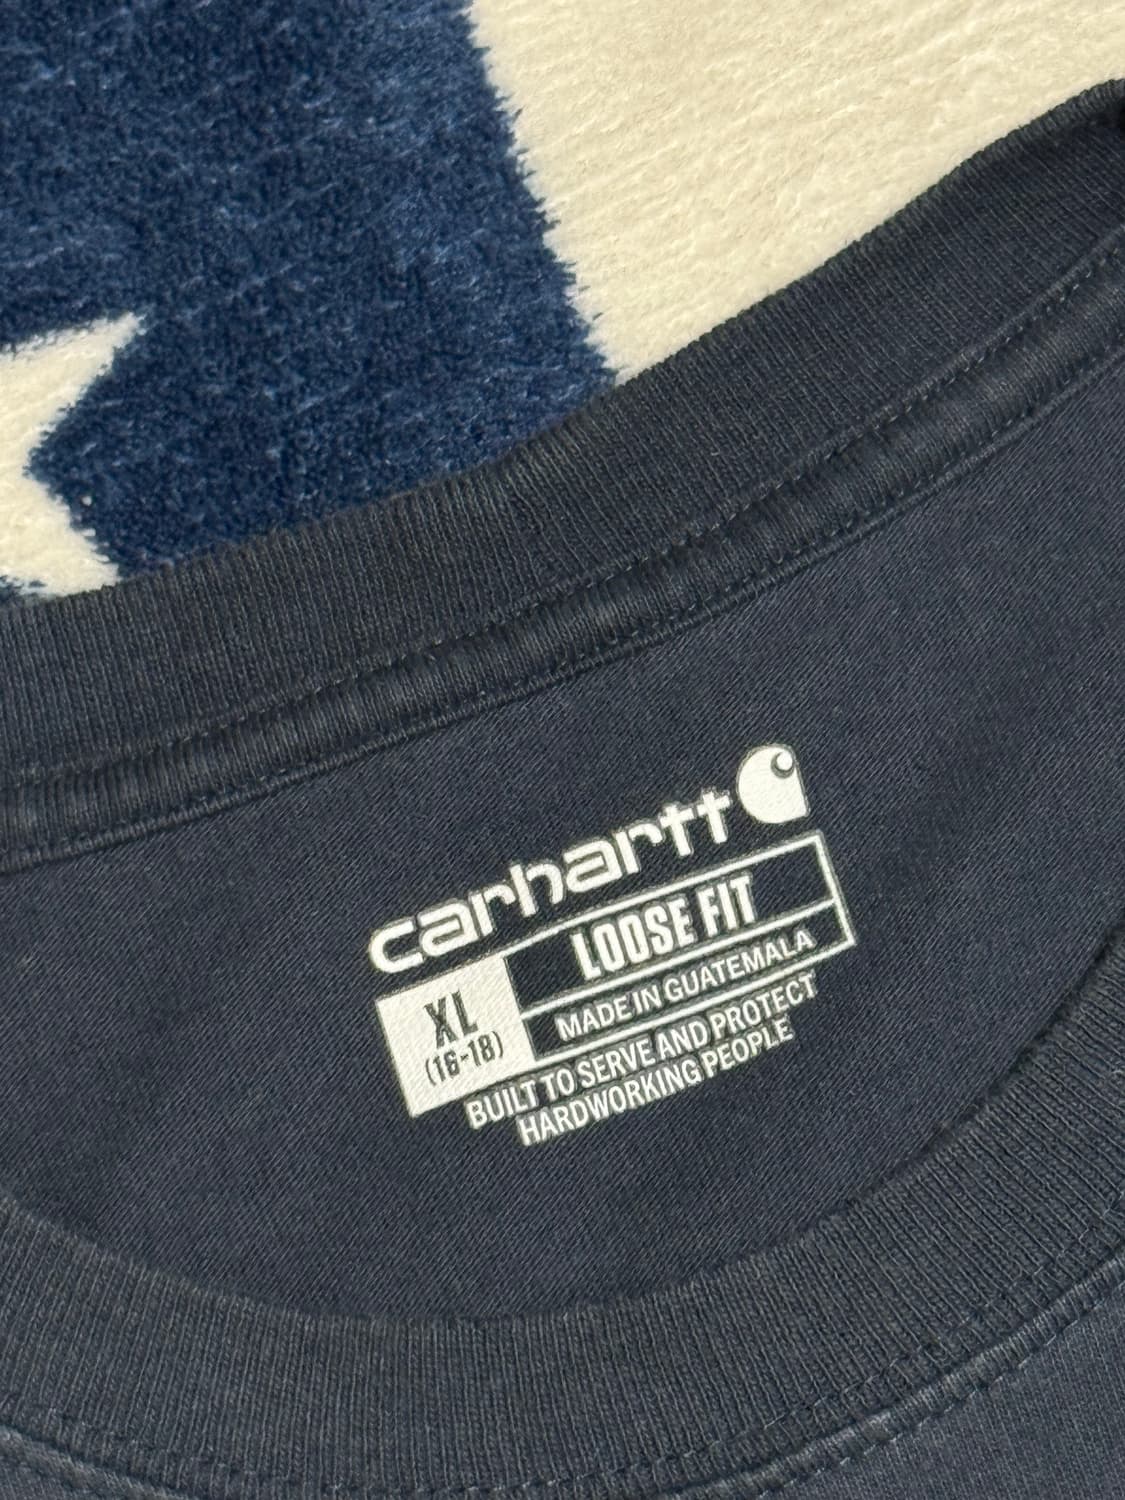 carhartt
LOOSE FIT
XL
(16-18)
MADE IN GUATEMALA
BUILT TO SERVE AND PROTECT
HARDWORKING PEOPLE